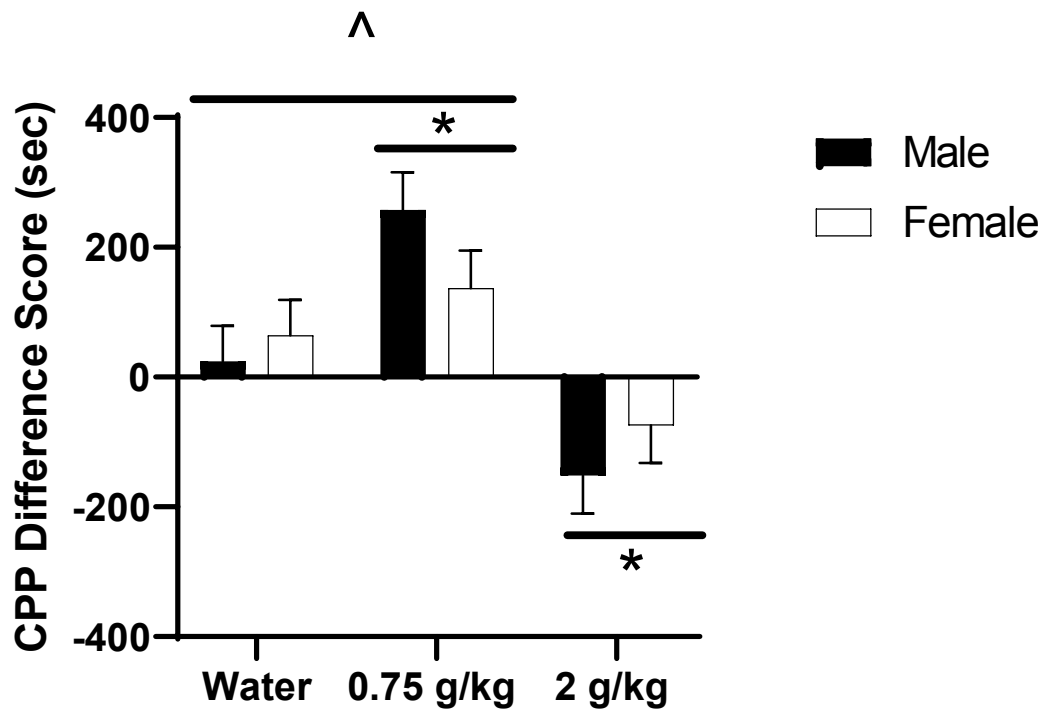 ^
*
400
200
0
-200
-400
CPP Difference Score (sec)
*
Water 0.75 g/kg 2 g/kg
Male
Female